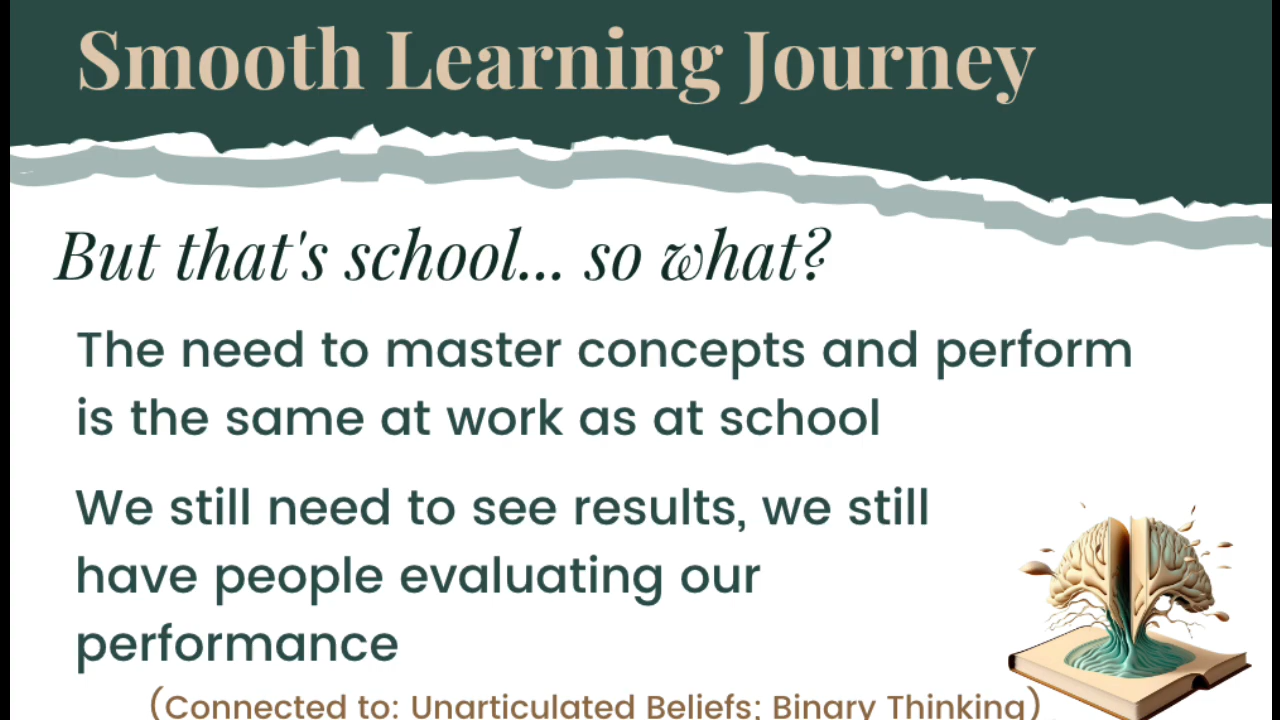 Smooth Learning Journey
But that's school... so what?
The need to master concepts and perform
is the same at work as at school
We still need to see results, we still
have people evaluating our
performance
(Connected to: Unarticulated Beliefs; Binary Thinking)